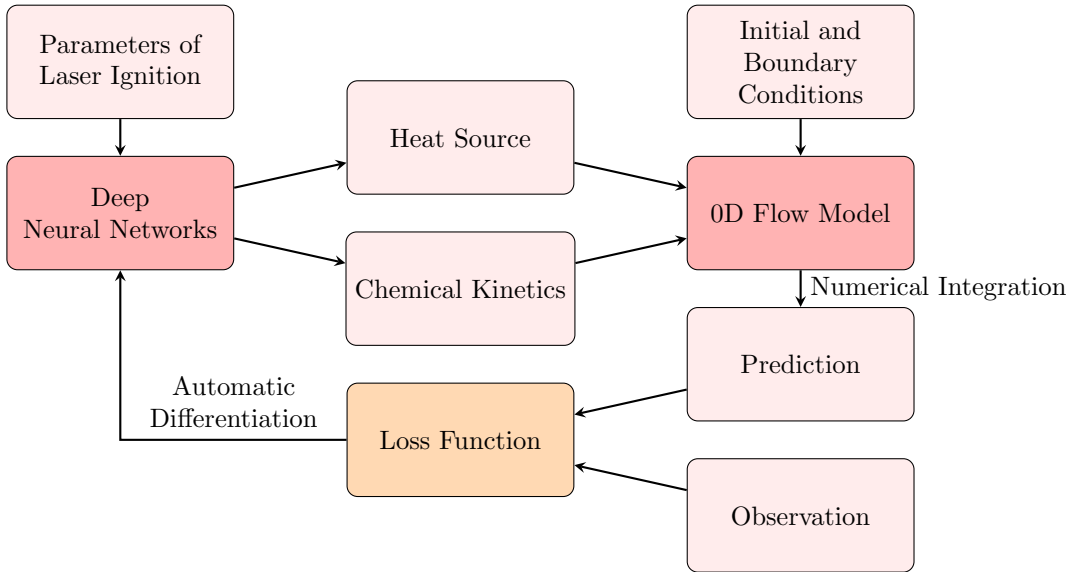 Parameters of
Laser Ignition
Initial and
Boundary
Conditions
Heat Source
Deep
Neural Networks
0D Flow Model
Chemical Kinetics
Numerical Integration
Prediction
Automatic
Differentiation
Loss Function
Observation